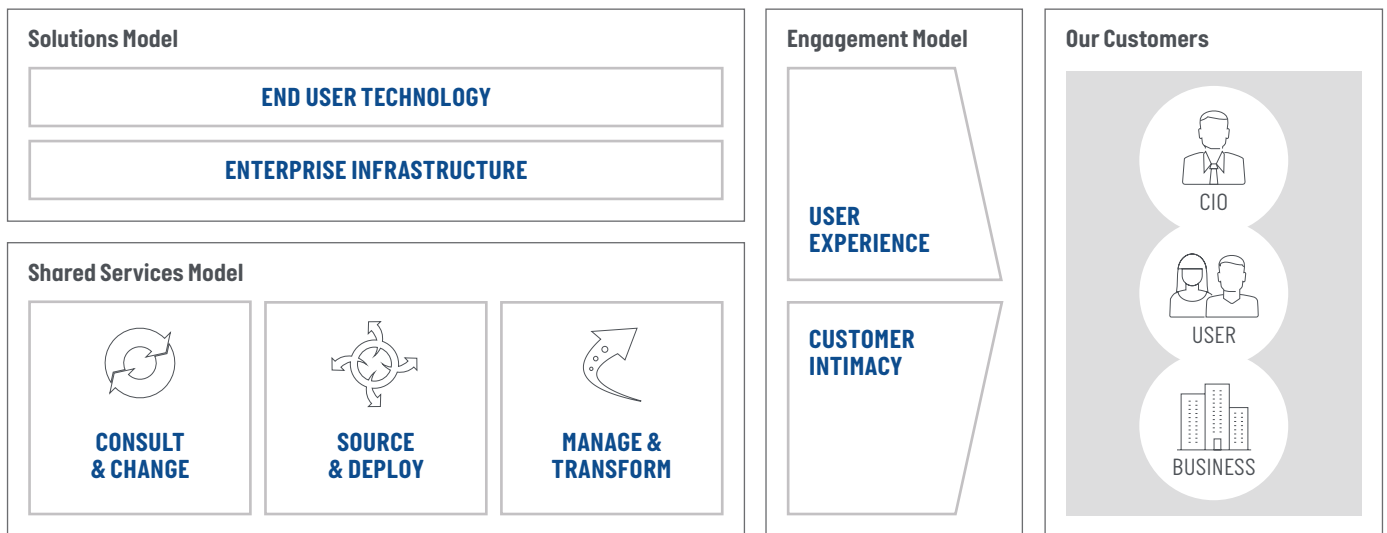 Solutions Model
END USER TECHNOLOGY
ENTERPRISE INFRASTRUCTURE
Shared Services Model
CONSULT
& CHANGE
SOURCE
& DEPLOY
MANAGE &
TRANSFORM
Engagement Model
USER
EXPERIENCE
CUSTOMER
INTIMACY
Our Customers
CIO
USER
BUSINESS